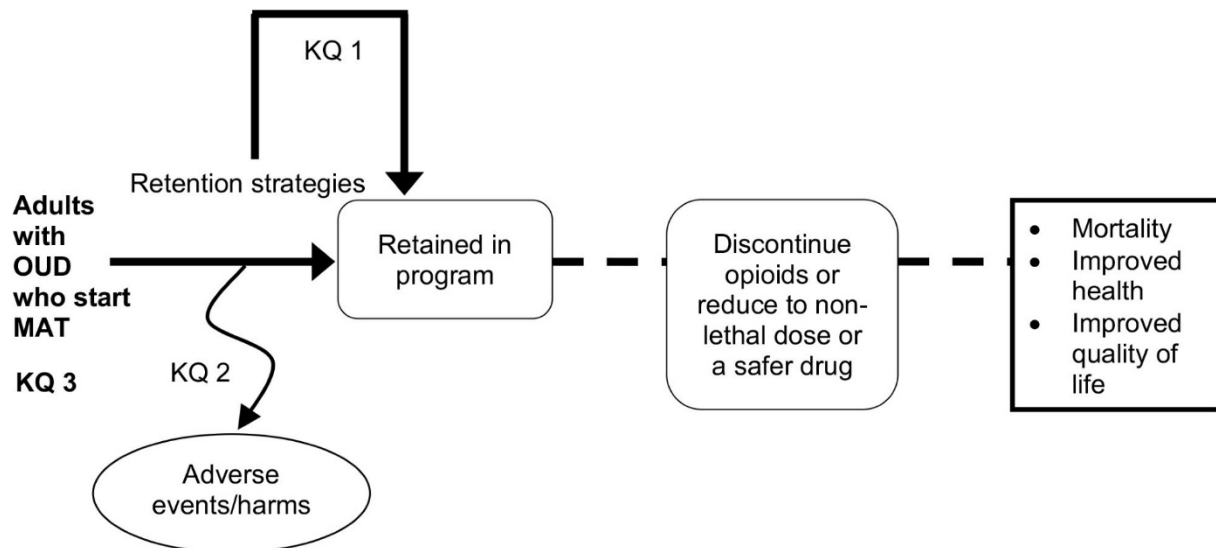 KQ 1
Retention strategies
Adults
with
OUD
who start
MAT
KQ 3
KQ 2
Retained in
program
Discontinue
opioids or
reduce to non-
lethal dose or
a safer drug
• Mortality
• Improved
health
• Improved
quality of
life
Adverse
events/harms